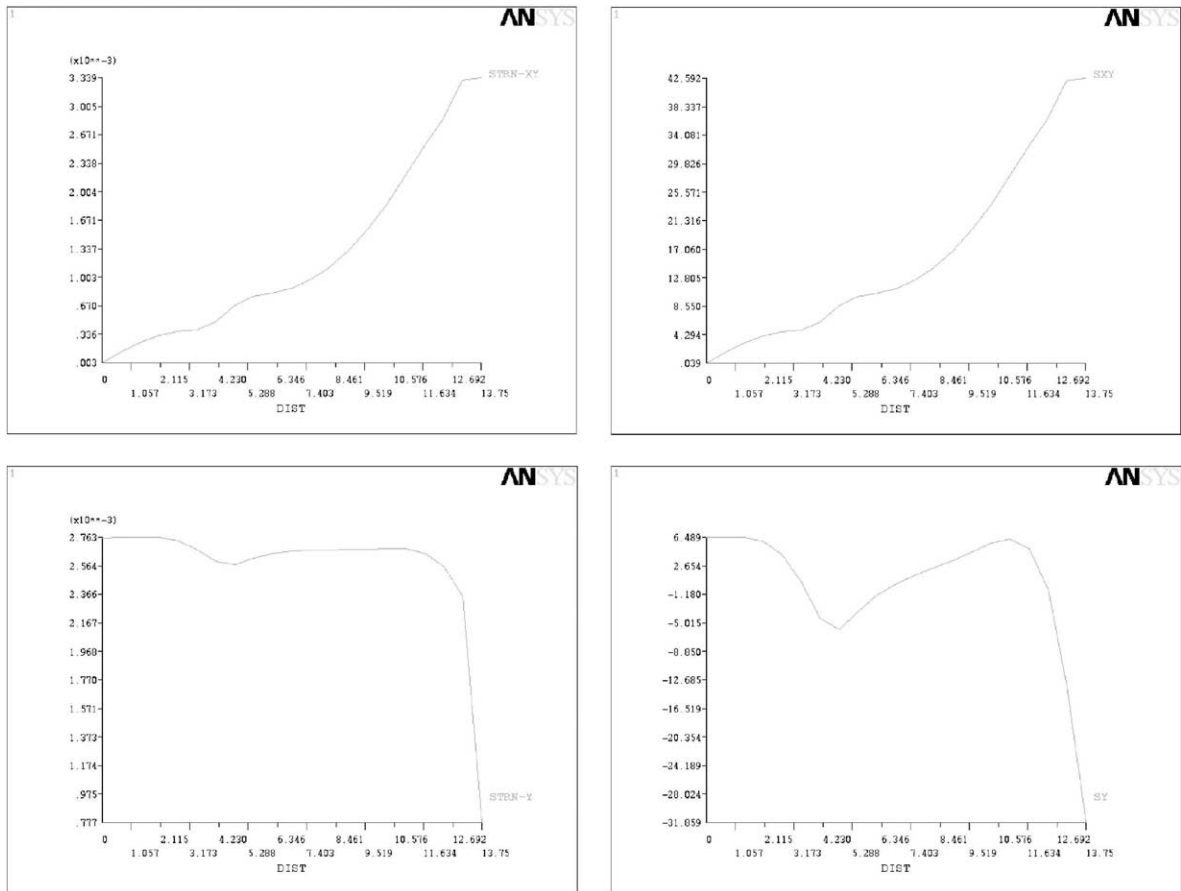 1
ANSYS
(x10**-3)
3.339
3.005
2.671
2.338
2.004
1.671
1.337
1.003
.670
.336
.003
STRN-XY
0 2.115 4.230 6.346 8.461 10.576 12.692
1.057 3.173 5.288 7.403 9.519 11.634 13.75
DIST
1
ANSYS
42.592
38.337
34.081
29.826
25.571
21.316
17.060
12.805
8.550
4.294
.039
SXY
0 2.115 4.230 6.346 8.461 10.576 12.692
1.057 3.173 5.288 7.403 9.519 11.634 13.75
DIST
1
ANSYS
(x10**-3)
2.763
2.564
2.366
2.167
1.968
1.770
1.571
1.373
1.174
.975
.777
STRN-Y
0 2.115 4.230 6.346 8.461 10.576 12.692
1.057 3.173 5.288 7.403 9.519 11.634 13.75
DIST
1
ANSYS
6.489
2.654
-1.180
-5.015
-8.850
-12.685
-16.519
-20.354
-24.189
-28.024
-31.859
SY
0 2.115 4.230 6.346 8.461 10.576 12.692
1.057 3.173 5.288 7.403 9.519 11.634 13.75
DIST